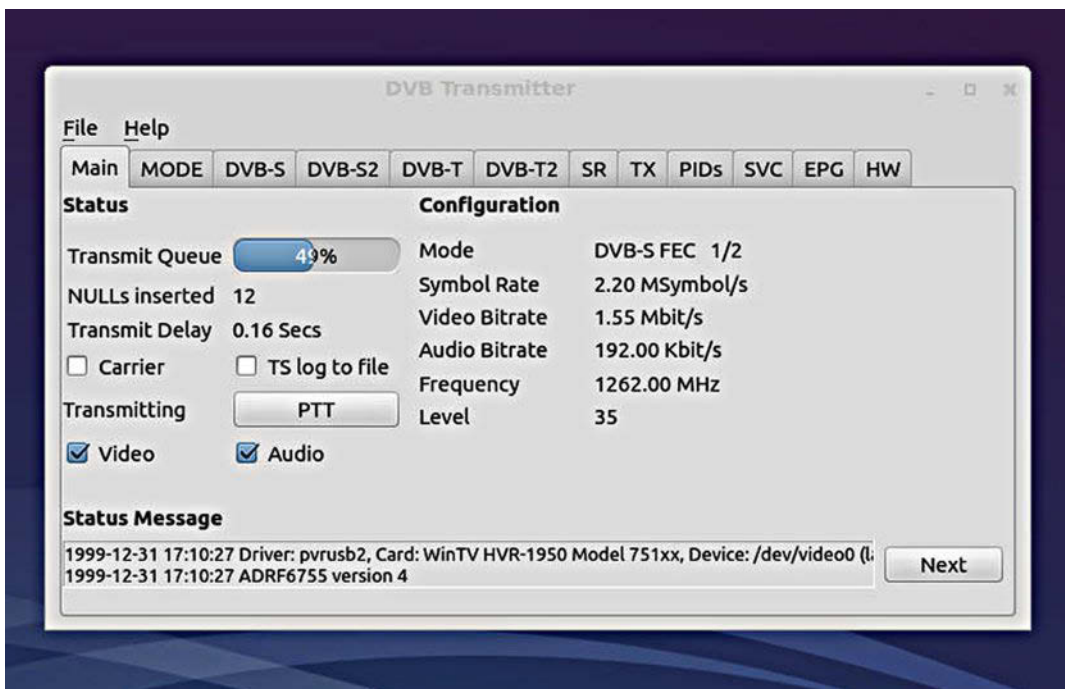 DVB Transmitter
File Help
Main MODE DVB-S DVB-S2 DVB-T DVB-T2 SR TX PIDs SVC EPG HW
Status
Transmit Queue 49%
NULLs inserted 12
Transmit Delay 0.16 Secs
Carrier TS log to file
Transmitting PTT
Video Audio
Configuration
Mode DVB-S FEC 1/2
Symbol Rate 2.20 MSymbol/s
Video Bitrate 1.55 Mbit/s
Audio Bitrate 192.00 Kbit/s
Frequency 1262.00 MHz
Level 35
Status Message
1999-12-31 17:10:27 Driver: pvrusb2, Card: WinTV HVR-1950 Model 751xx, Device: /dev/video0
1999-12-31 17:10:27 ADRF6755 version 4
Next